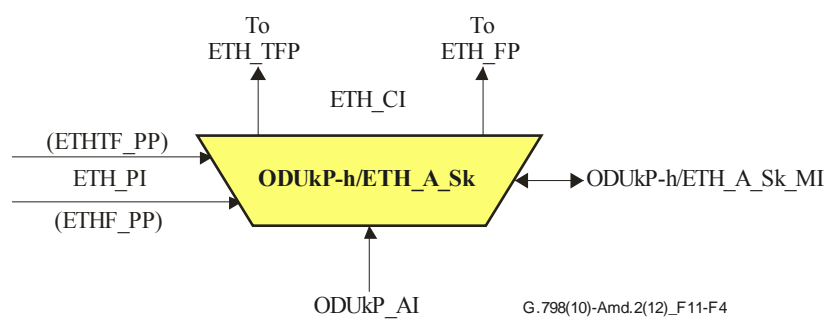 To
ETH_TFP
To
ETH_FP
ETH_CI
(ETHTF_PP)
ETH_PI
(ETHF_PP)
ODUkP-h/ETH_A_Sk
ODUkP-h/ETH_A_Sk_MI
ODUkP_AI
G.798(10)-Amd.2(12)_F11-F4